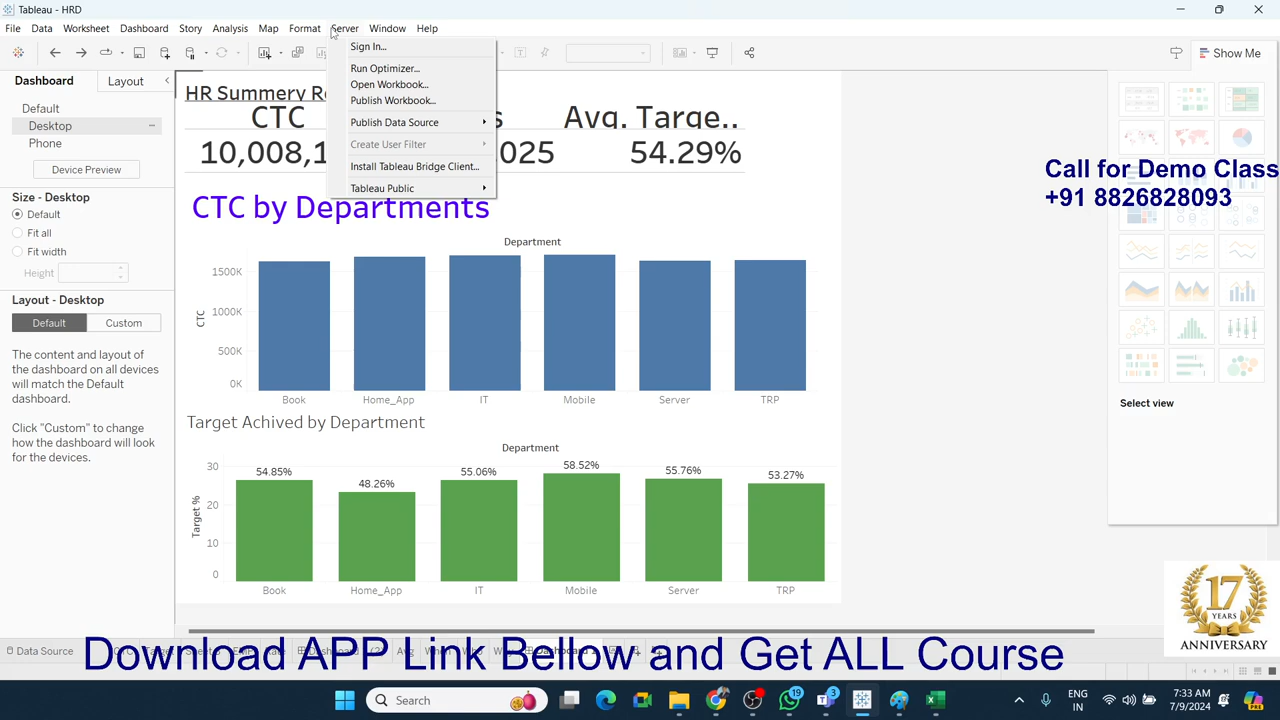 Tableau - HRD
File Data Worksheet Dashboard Story Analysis Map Format Server Window Help
Sign In...
Run Optimizer...
Open Workbook...
Publish Workbook...
Publish Data Source
Create User Filter
Install Tableau Bridge Client...
Tableau Public
Show Me
Dashboard Layout
Default
Desktop
Phone
Device Preview
Size - Desktop
Default
Fit all
Fit width
Height
Layout - Desktop
Default Custom
The content and layout of
the dashboard on all devices
will match the Default
dashboard.
Click "Custom" to change
how the dashboard will look
for the devices.
HR Summery Re
CTC s Avg. Targe..
10,008,1 025 54.29%
CTC by Departments
Department
CTC
1500K
1000K
500K
0K
Book Home_App IT Mobile Server TRP
Target Achived by Department
Department
Target %
30
20
10
0
54.85% 48.26% 55.06% 58.52% 55.76% 53.27%
Book Home_App IT Mobile Server TRP
Call for Demo Class
+91 8826828093
Select view
17
YEARS
ANNIVERSARY
Data Source
Download APP Link Bellow and Get ALL Course
Search
19
3
ENG
IN
7:33 AM
7/9/2024